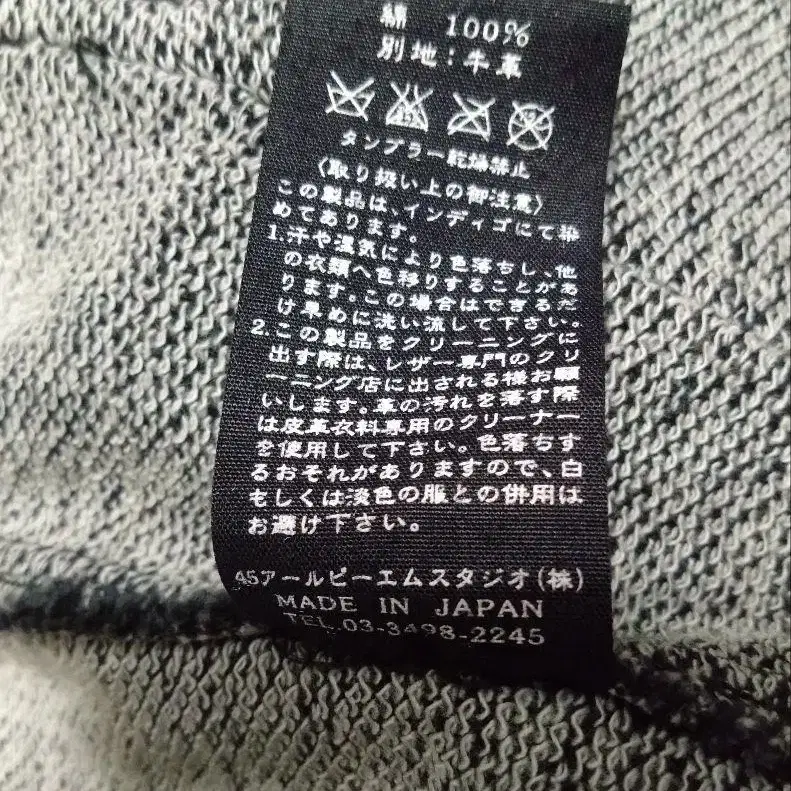 綿 100%
別地：牛革
タンブラー乾燥禁止
〈取り扱い上の御注意〉
この製品は、インディゴにて染
めてあります。
1.汗や湿気により色落ちし、他
の衣類へ色移りすることがあ
ります。この場合はできるだ
け早めに洗い流して下さい。
2.この製品をクリーニングに
出す際は、レザー専門のクリ
ーニング店に出される様お願
いします。革の汚れを落す際
は皮革衣料専用のクリーナー
を使用して下さい。色落ちす
るおそれがありますので、白
もしくは淡色の服との併用は
お避け下さい。
45アールピーエムスタジオ(株)
MADE IN JAPAN
TEL.03-3498-2245